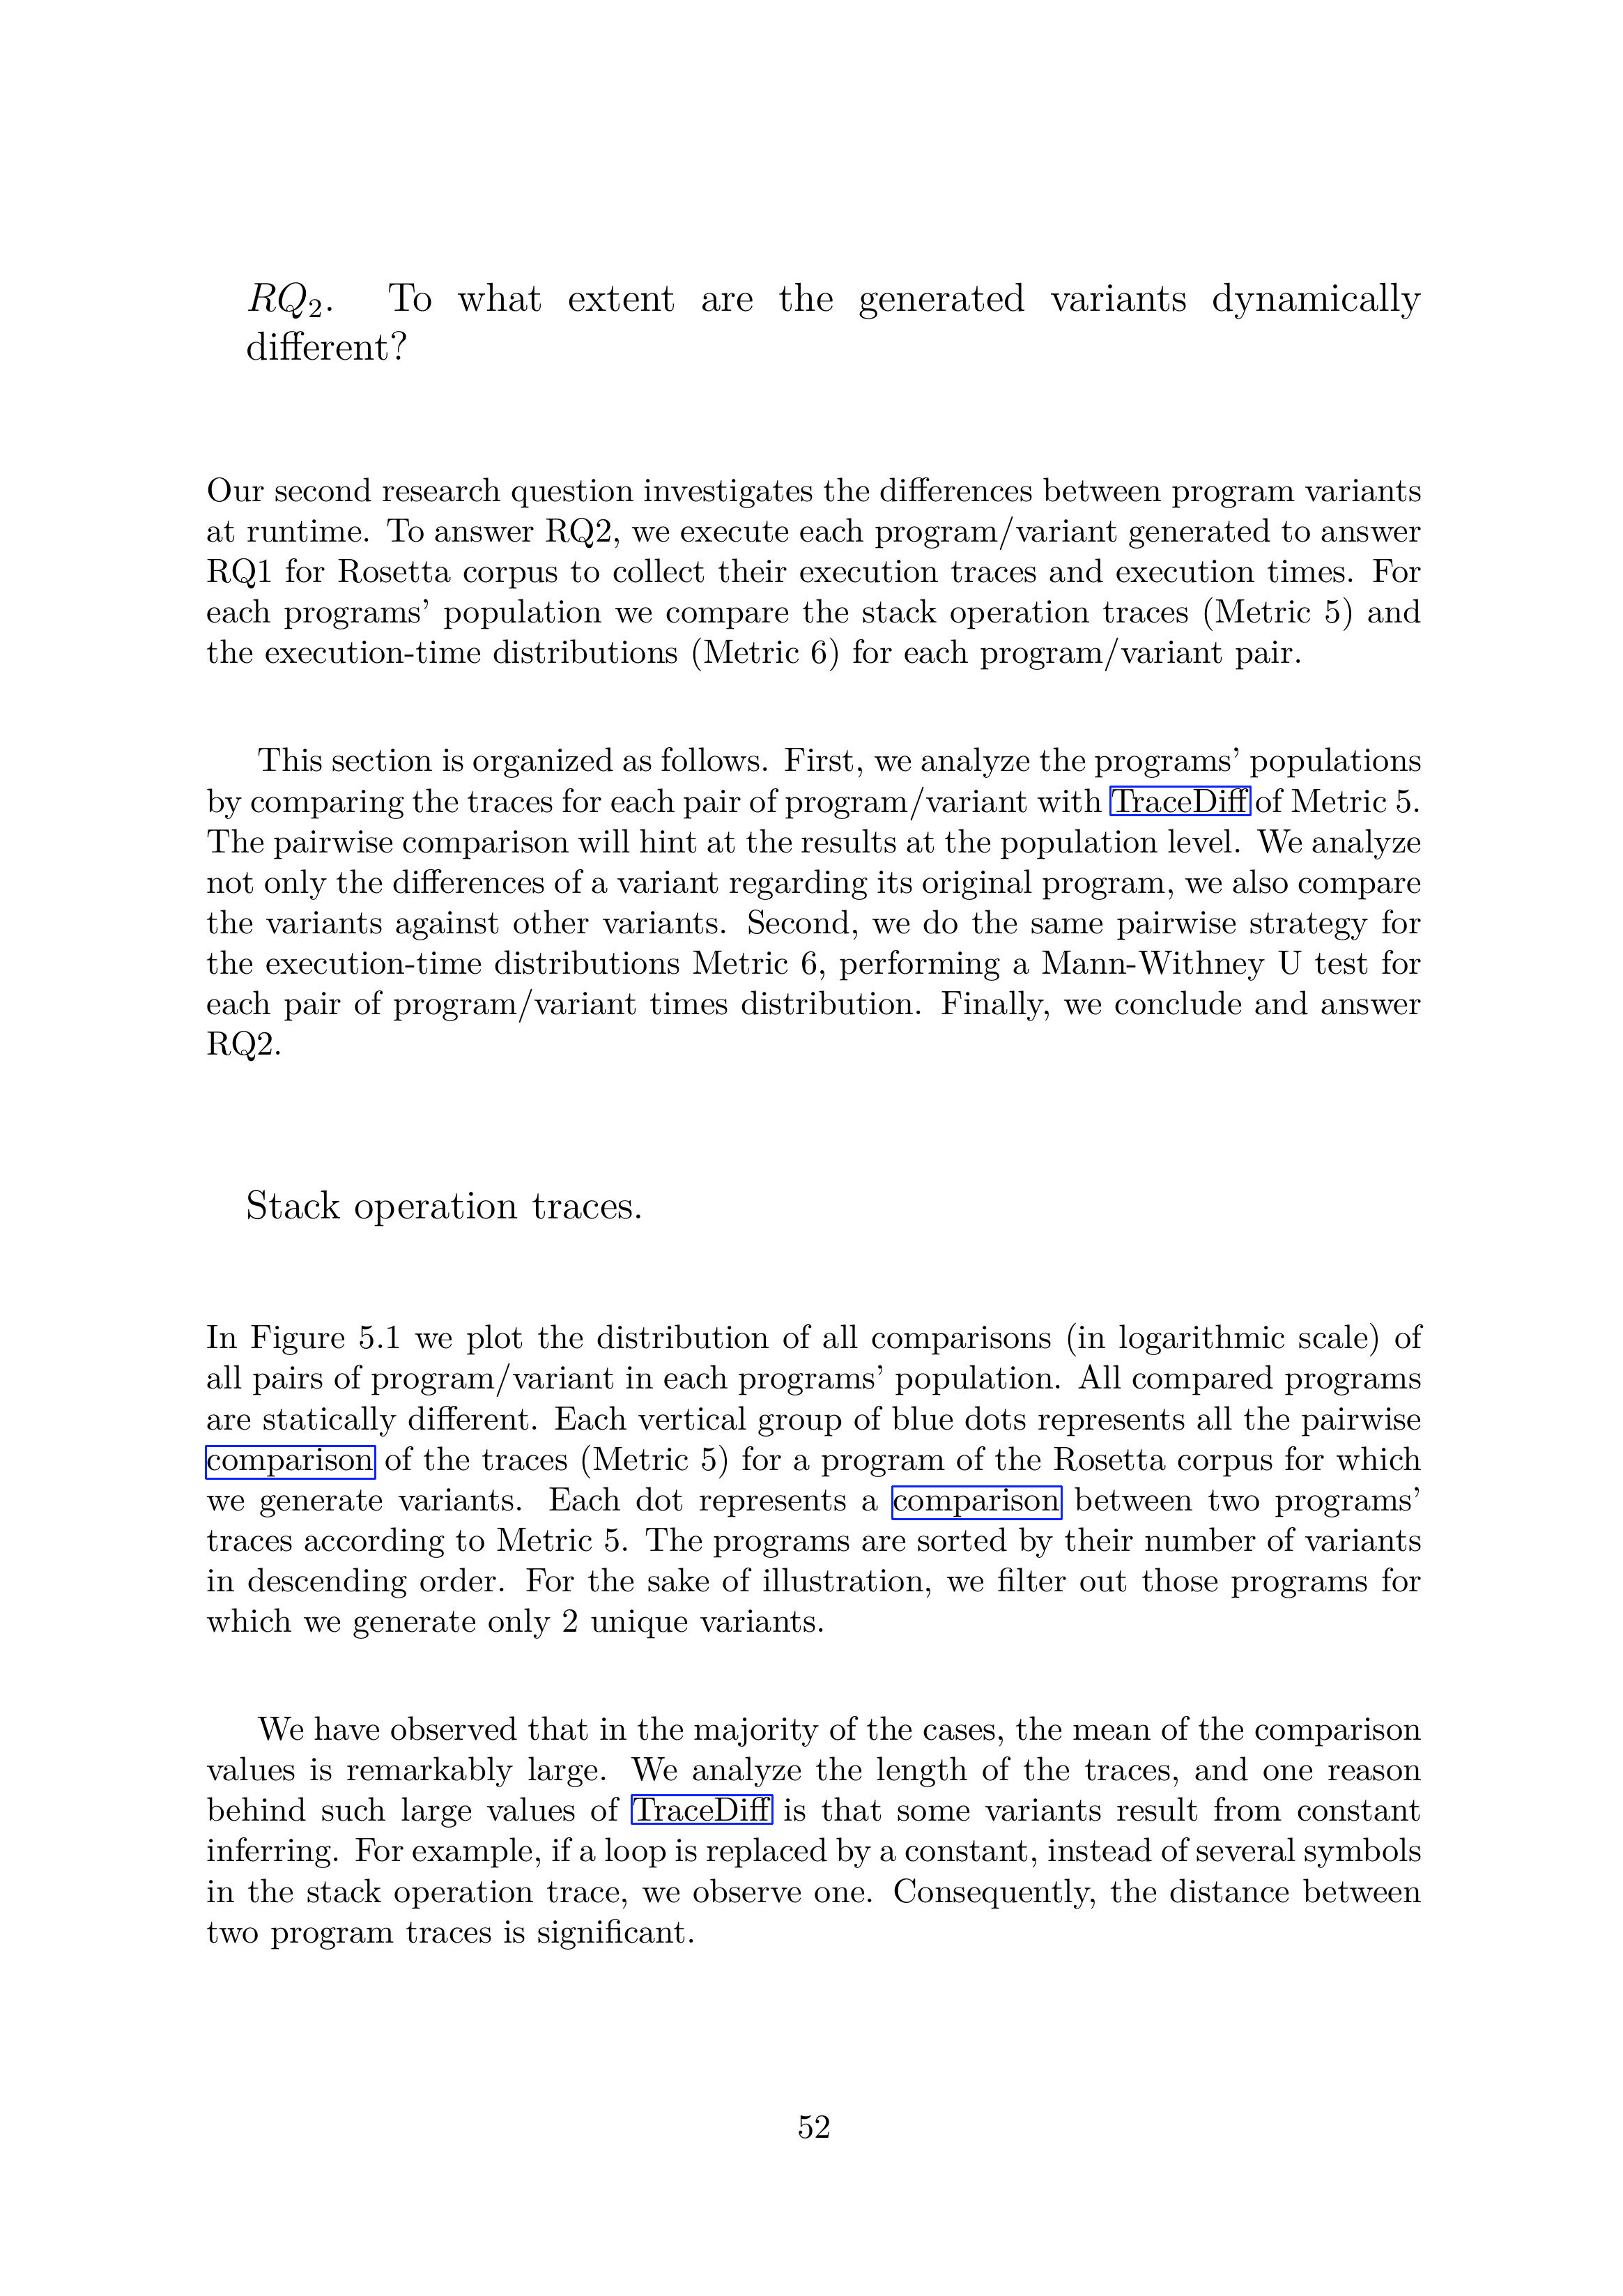 RQ₂. To what extent are the generated variants dynamically
different?
Our second research question investigates the differences between program variants
at runtime. To answer RQ2, we execute each program/variant generated to answer
RQ1 for Rosetta corpus to collect their execution traces and execution times. For
each programs' population we compare the stack operation traces (Metric 5) and
the execution-time distributions (Metric 6) for each program/variant pair.
This section is organized as follows. First, we analyze the programs' populations
by comparing the traces for each pair of program/variant with TraceDiff of Metric 5.
The pairwise comparison will hint at the results at the population level. We analyze
not only the differences of a variant regarding its original program, we also compare
the variants against other variants. Second, we do the same pairwise strategy for
the execution-time distributions Metric 6, performing a Mann-Withney U test for
each pair of program/variant times distribution. Finally, we conclude and answer
RQ2.
Stack operation traces.
In Figure 5.1 we plot the distribution of all comparisons (in logarithmic scale) of
all pairs of program/variant in each programs' population. All compared programs
are statically different. Each vertical group of blue dots represents all the pairwise
comparison of the traces (Metric 5) for a program of the Rosetta corpus for which
we generate variants. Each dot represents a comparison between two programs'
traces according to Metric 5. The programs are sorted by their number of variants
in descending order. For the sake of illustration, we filter out those programs for
which we generate only 2 unique variants.
We have observed that in the majority of the cases, the mean of the comparison
values is remarkably large. We analyze the length of the traces, and one reason
behind such large values of TraceDiff is that some variants result from constant
inferring. For example, if a loop is replaced by a constant, instead of several symbols
in the stack operation trace, we observe one. Consequently, the distance between
two program traces is significant.
52